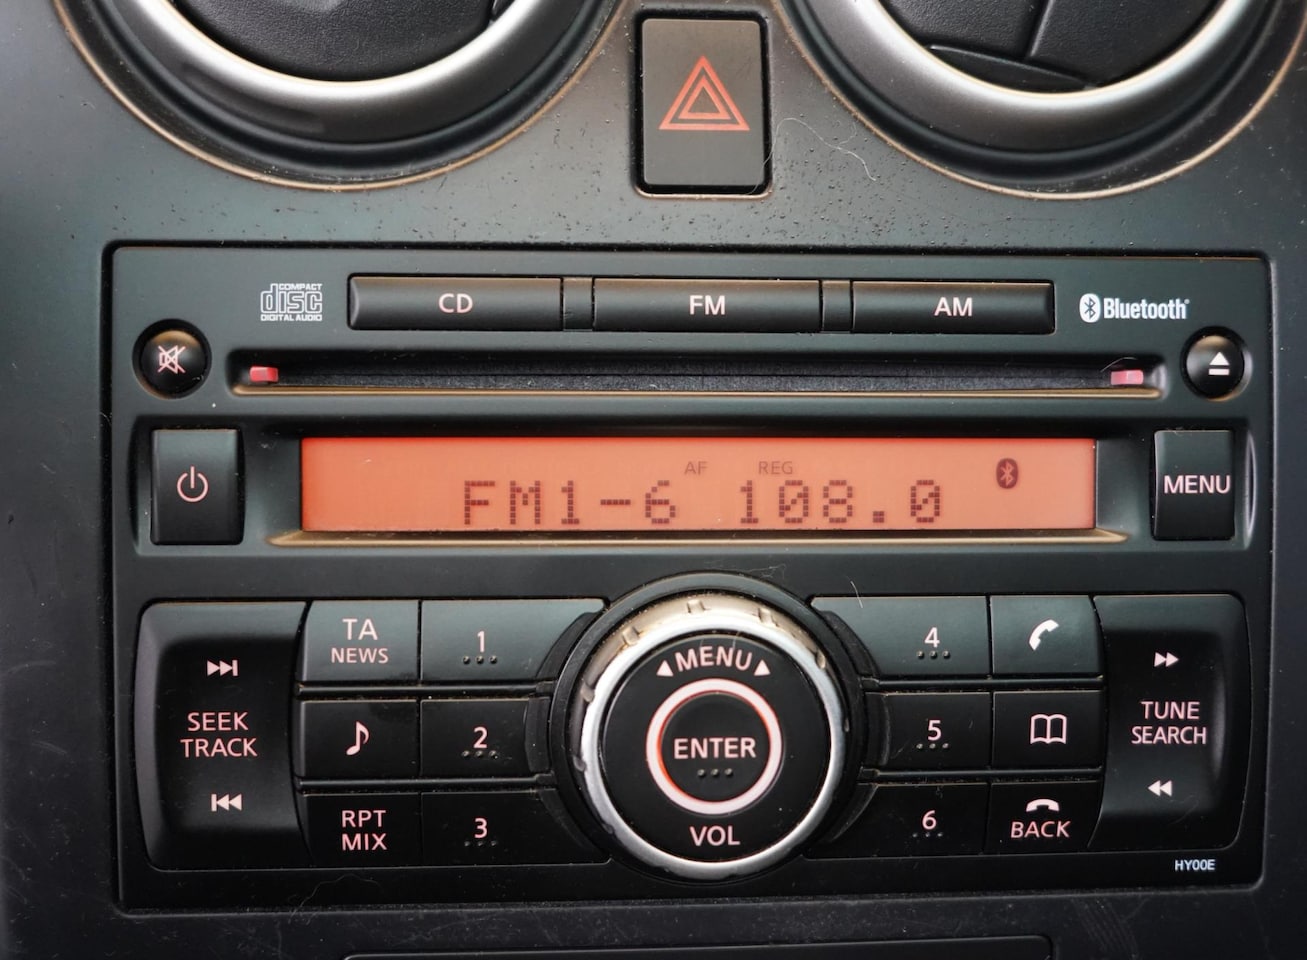 COMPACT
disc
DIGITAL AUDIO
CD
FM
AM
Bluetooth®
AF REG
FM1-6 108.0
MENU
TA
NEWS
1
4
SEEK
TRACK
2
MENU
ENTER
VOL
5
TUNE
SEARCH
RPT
MIX
3
6
BACK
HY00E